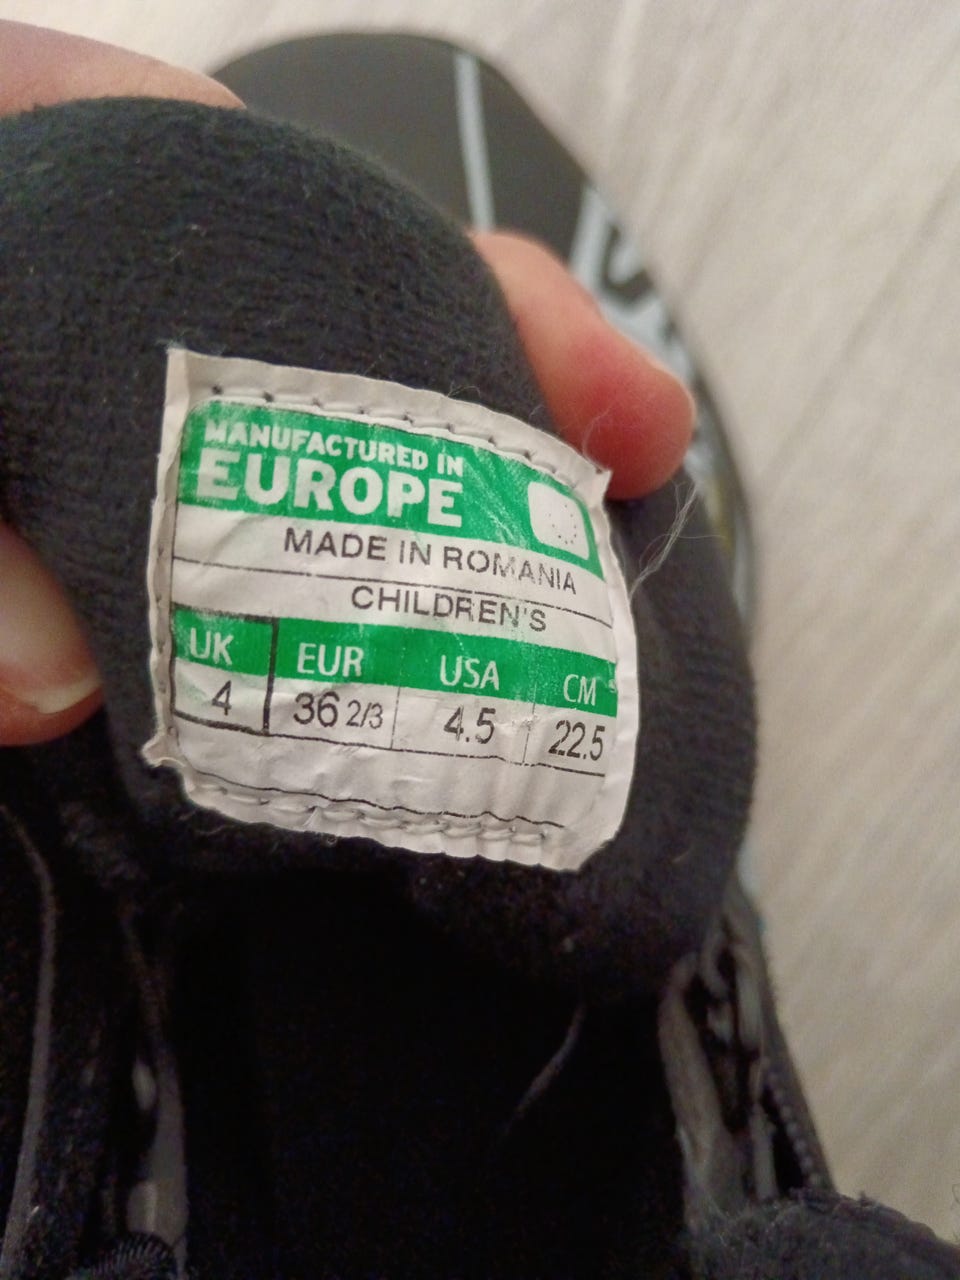 MANUFACTURED IN
EUROPE
MADE IN ROMANIA
CHILDREN'S
UK EUR USA CM
4 36 2/3 4.5 22.5